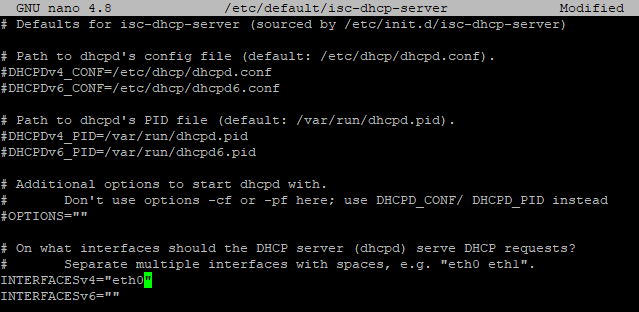 GNU nano 4.8 /etc/default/isc-dhcp-server Modified
# Defaults for isc-dhcp-server (sourced by /etc/init.d/isc-dhcp-server)
# Path to dhcpd's config file (default: /etc/dhcp/dhcpd.conf).
#DHCPDv4_CONF=/etc/dhcp/dhcpd.conf
#DHCPDv6_CONF=/etc/dhcp/dhcpd6.conf
# Path to dhcpd's PID file (default: /var/run/dhcpd.pid).
#DHCPDv4_PID=/var/run/dhcpd.pid
#DHCPDv6_PID=/var/run/dhcpd6.pid
# Additional options to start dhcpd with.
# Don't use options -cf or -pf here; use DHCPD_CONF/ DHCPD_PID instead
#OPTIONS=""
# On what interfaces should the DHCP server (dhcpd) serve DHCP requests?
# Separate multiple interfaces with spaces, e.g. "eth0 eth1".
INTERFACESv4="eth0"
INTERFACESv6=""